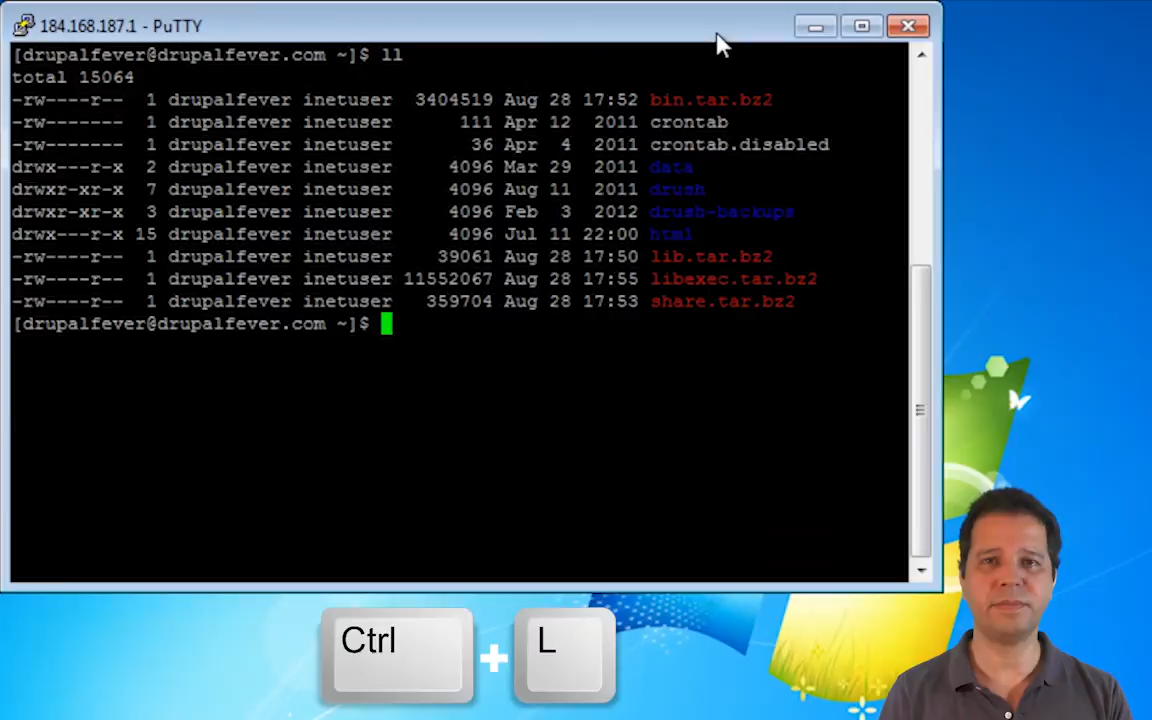 184.168.187.1 - PuTTY
[drupalfever@drupalfever.com ~]$ ll
total 15064
-rw----r-- 1 drupalfever inetuser 3404519 Aug 28 17:52 bin.tar.bz2
-rw------- 1 drupalfever inetuser 111 Apr 12 2011 crontab
-rw------- 1 drupalfever inetuser 36 Apr 4 2011 crontab.disabled
drwx---r-x 2 drupalfever inetuser 4096 Mar 29 2011 data
drwxr-xr-x 7 drupalfever inetuser 4096 Aug 11 2011 drush
drwxr-xr-x 3 drupalfever inetuser 4096 Feb 3 2012 drush-backups
drwx---r-x 15 drupalfever inetuser 4096 Jul 11 22:00 html
-rw----r-- 1 drupalfever inetuser 39061 Aug 28 17:50 lib.tar.bz2
-rw----r-- 1 drupalfever inetuser 11552067 Aug 28 17:55 libexec.tar.bz2
-rw----r-- 1 drupalfever inetuser 359704 Aug 28 17:53 share.tar.bz2
[drupalfever@drupalfever.com ~]$
Ctrl + L